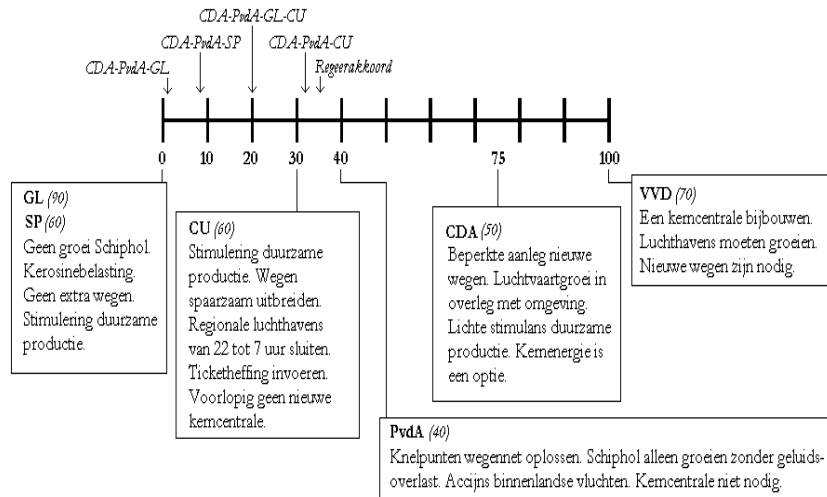 CDA-PvdA-GL-CU
CDA-PvdA-SP
CDA-PvdA-CU
CDA-PvdA-GL
Regeerakkoord
0 10 20 30 40 75 100
GL (90)
SP (60)
Geen groei Schiphol.
Kerosinebelasting.
Geen extra wegen.
Stimulering duurzame
productie.
CU (60)
Stimulering duurzame
productie. Wegen
spaarzaam uitbreiden.
Regionale luchthavens
van 22 tot 7 uur sluiten.
Ticketheffing invoeren.
Voorlopig geen nieuwe
kerncentrale.
PvdA (40)
Knelpunten wegennet oplossen. Schiphol alleen groeien zonder geluids-
overlast. Accijns binnenlandse vluchten. Kerncentrale niet nodig.
CDA (50)
Beperkte aanleg nieuwe
wegen. Luchtvaartgroei in
overleg met omgeving.
Lichte stimulans duurzame
productie. Kernenergie is
een optie.
VVD (70)
Een kerncentrale bijbouwen.
Luchthavens moeten groeien.
Nieuwe wegen zijn nodig.